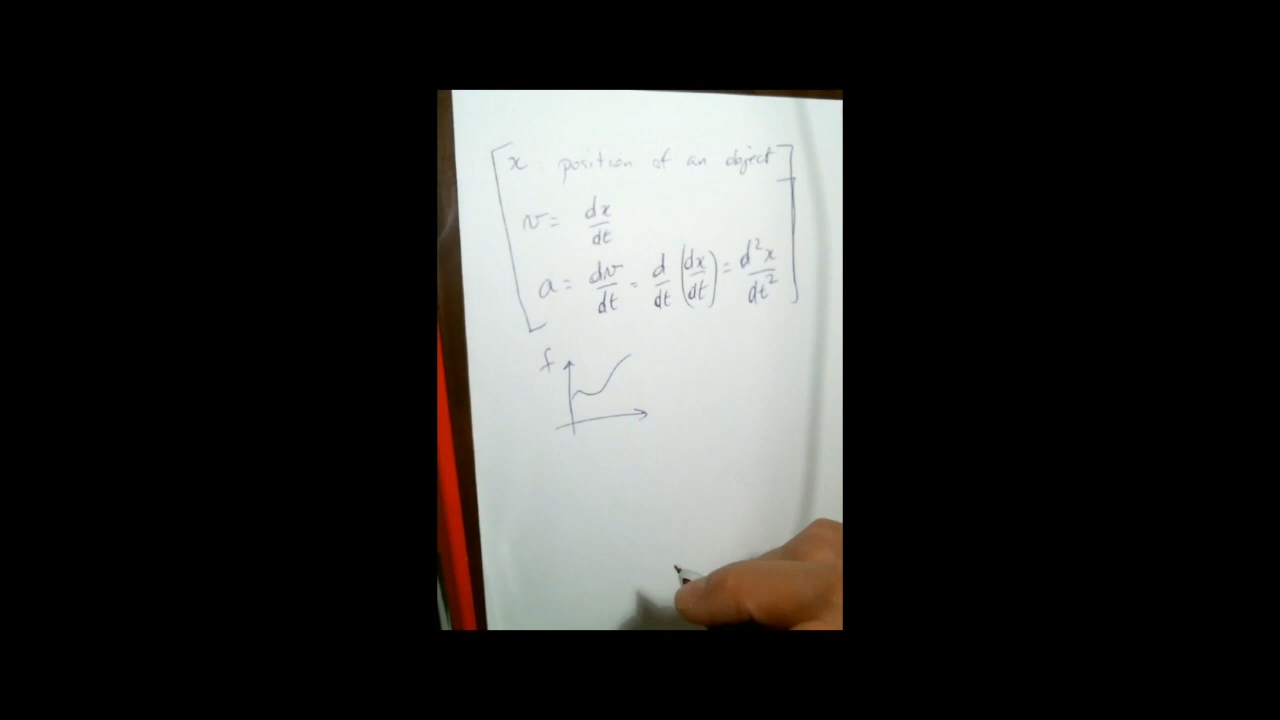 x : position of an object
v = dx/dt
a = dv/dt = d/dt (dx/dt) = d²x/dt²
f